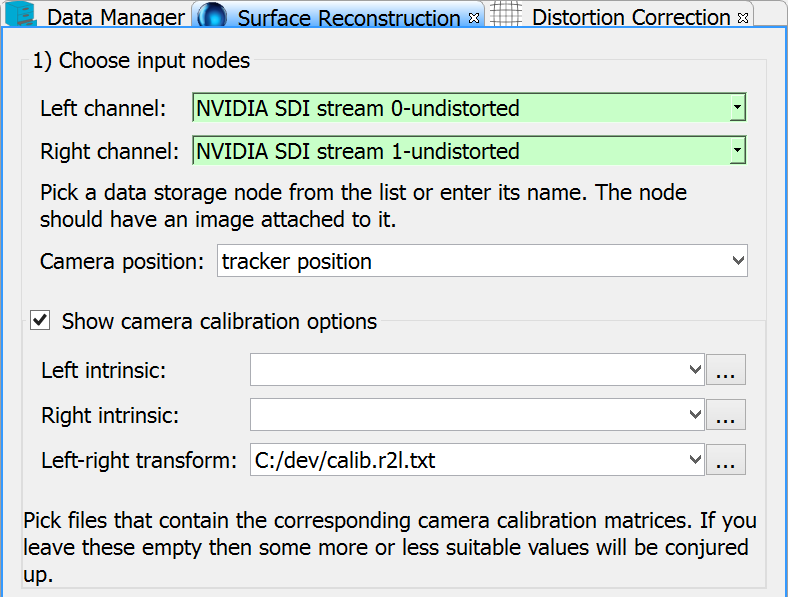 Data Manager Surface Reconstruction Distortion Correction
1) Choose input nodes
Left channel: NVIDIA SDI stream 0-undistorted
Right channel: NVIDIA SDI stream 1-undistorted
Pick a data storage node from the list or enter its name. The node
should have an image attached to it.
Camera position: tracker position
Show camera calibration options
Left intrinsic: ...
Right intrinsic: ...
Left-right transform: C:/dev/calib.r2l.txt ...
Pick files that contain the corresponding camera calibration matrices. If you
leave these empty then some more or less suitable values will be conjured
up.